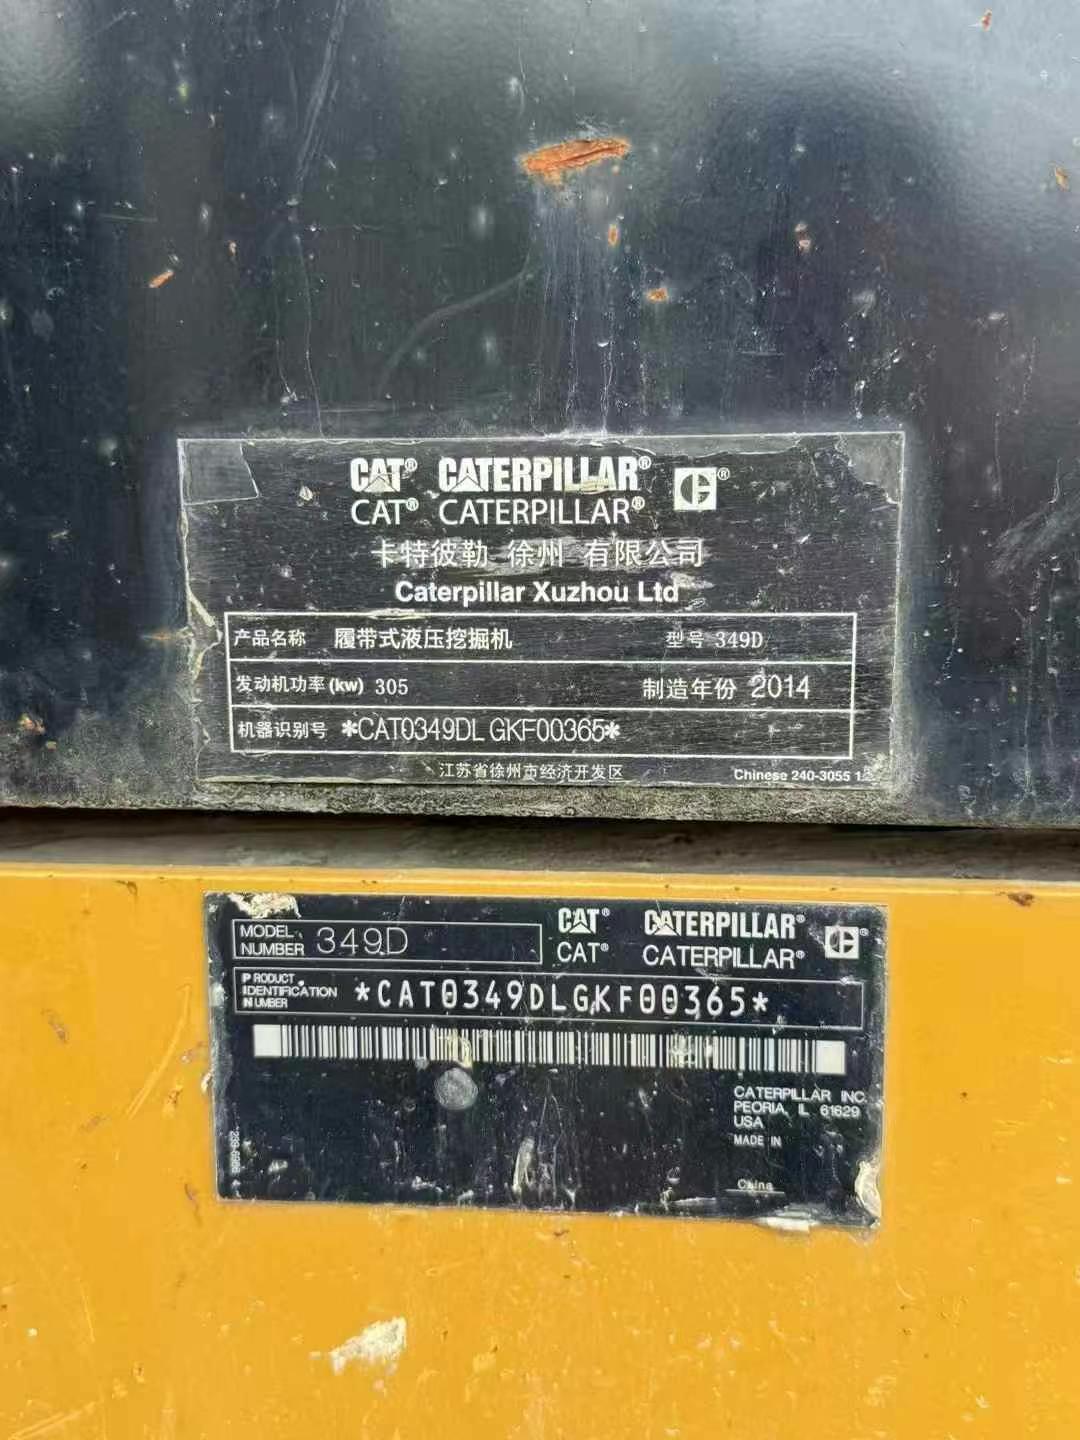 CAT® CATERPILLAR®
CAT® CATERPILLAR®
卡特彼勒 徐州 有限公司
Caterpillar Xuzhou Ltd
产品名称 履带式液压挖掘机 型号 349D
发动机功率(kw) 305 制造年份 2014
机器识别号 *CAT0349DLGKF00365*
江苏省徐州市经济开发区 Chinese 240-3055
MODEL NUMBER 349D
CAT® CATERPILLAR®
CAT® CATERPILLAR®
PRODUCT IDENTIFICATION NUMBER *CAT0349DLGKF00365*
CATERPILLAR INC.
PEORIA, IL 61629
USA
MADE IN
China